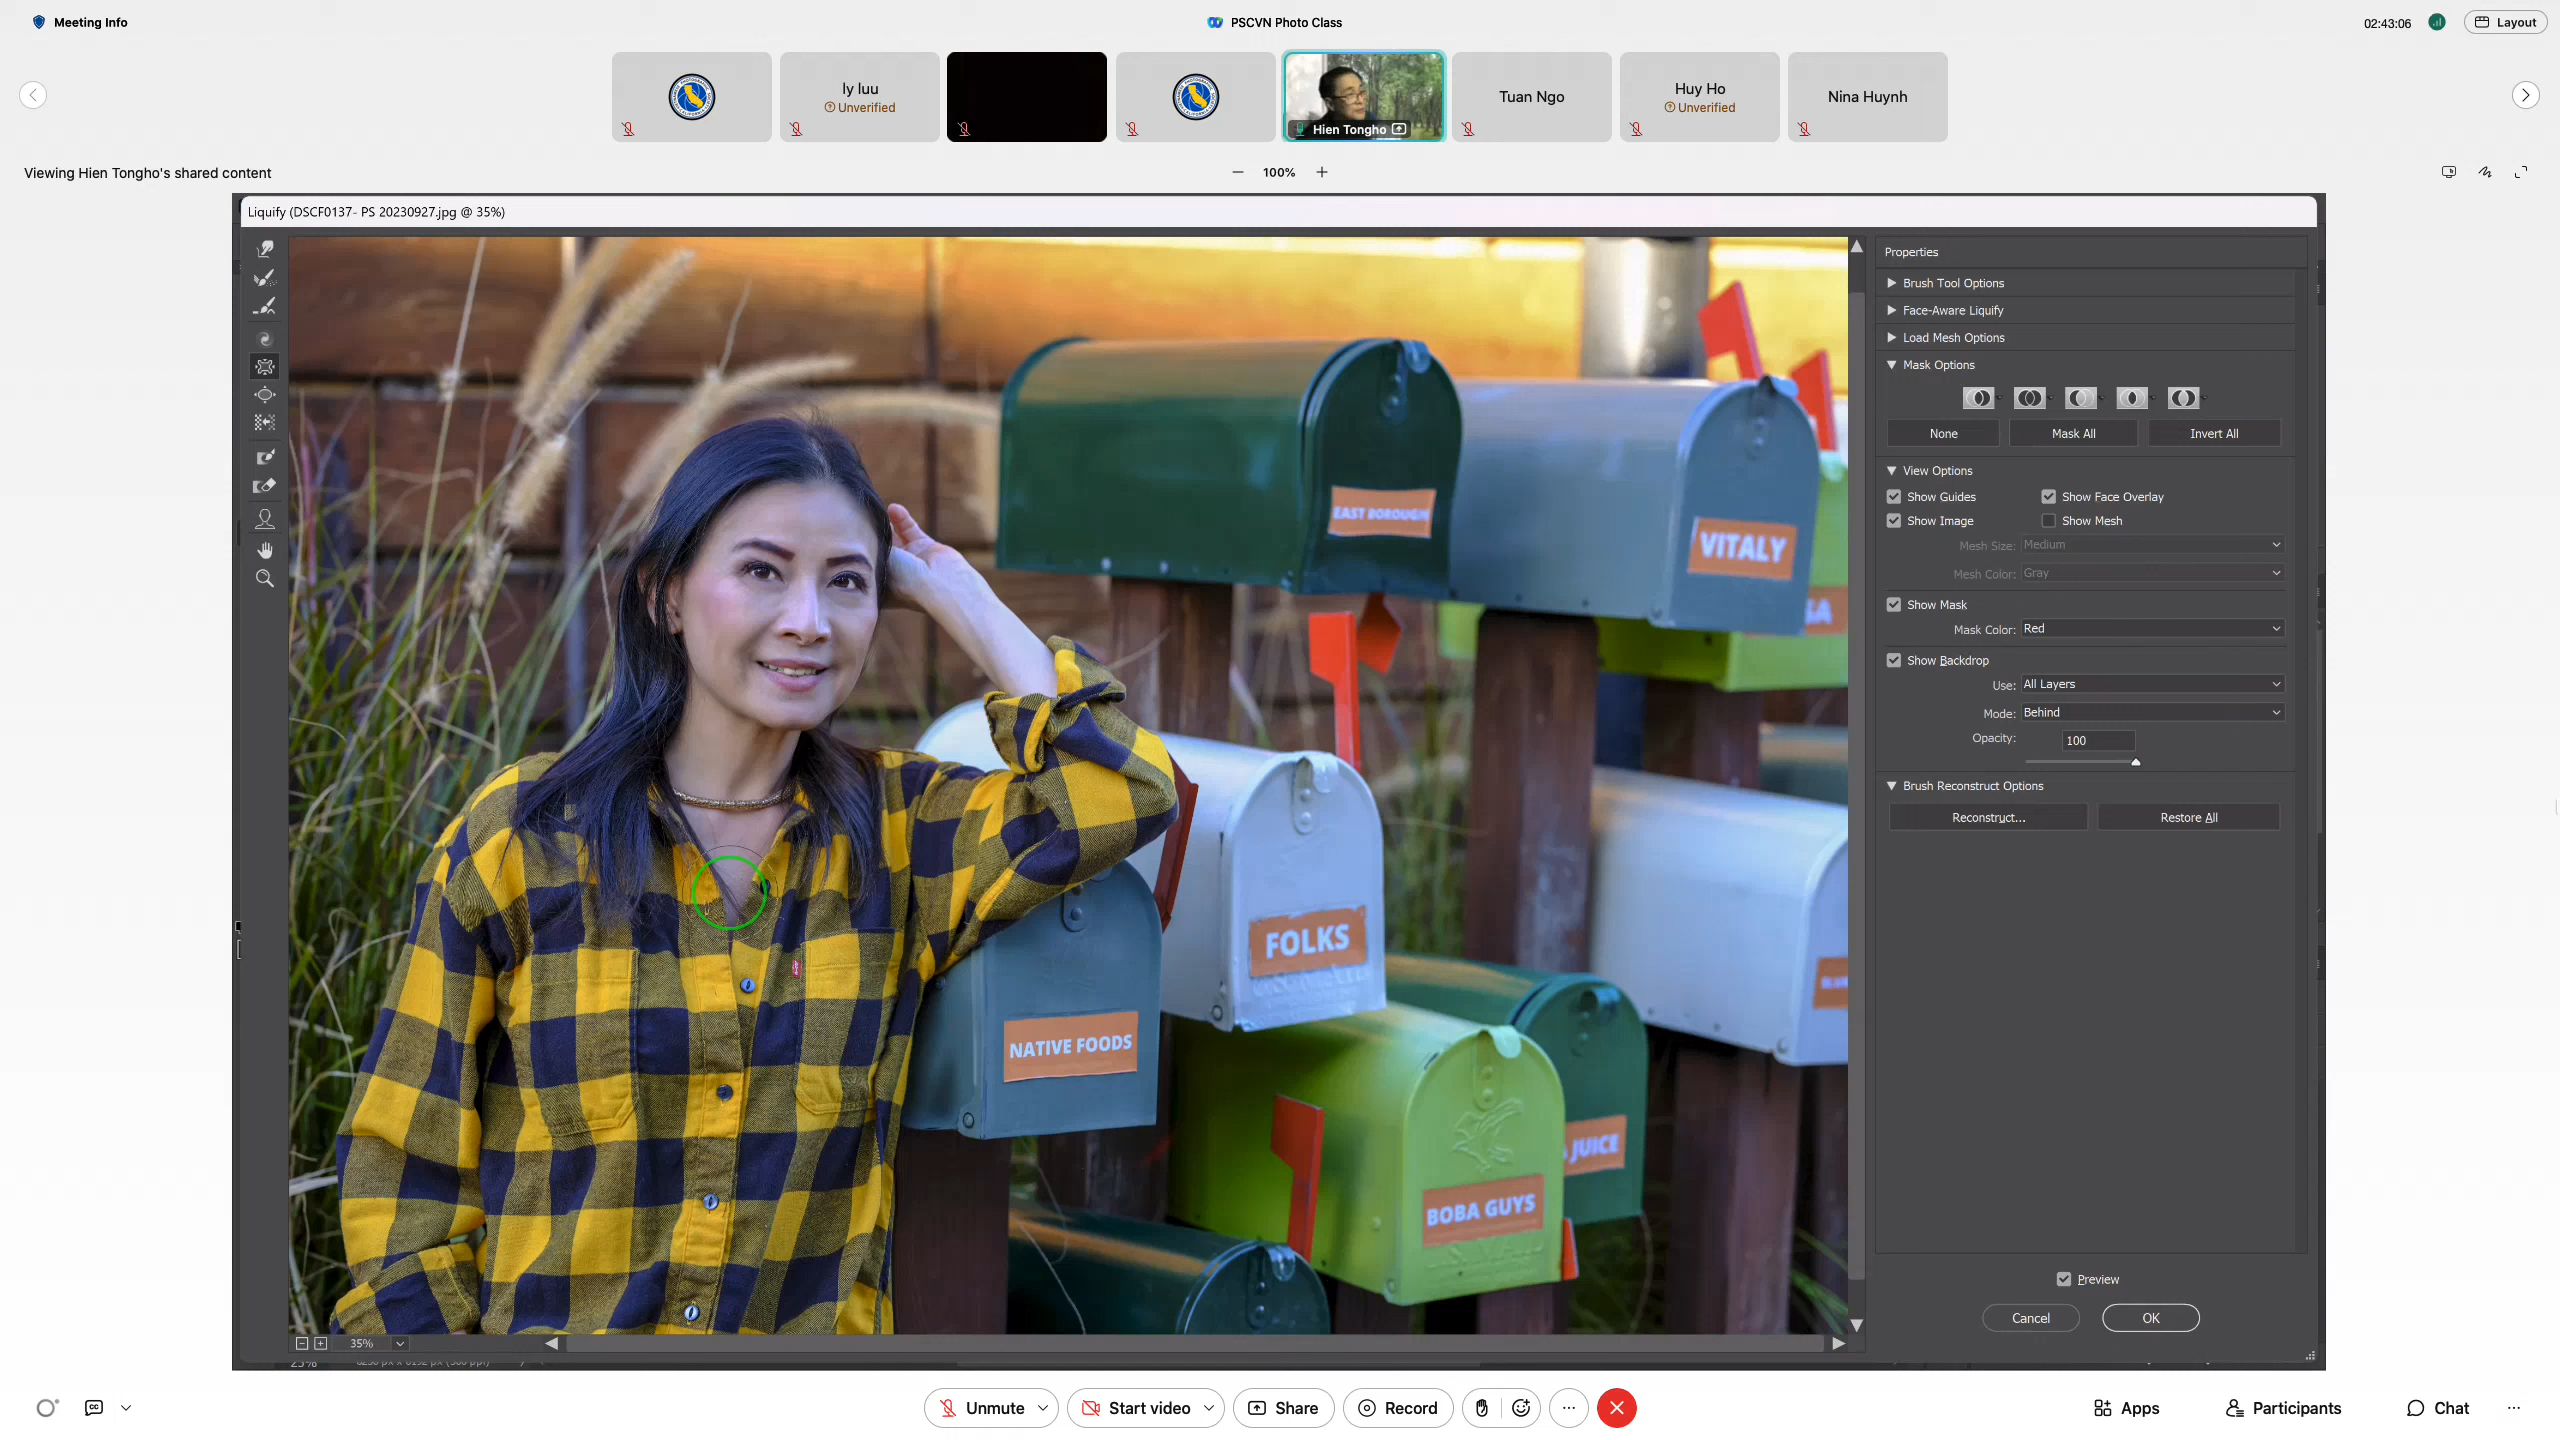 Meeting Info
PSCVN Photo Class
02:43:06
Layout
ly luu
Unverified
Hien Tongho
Tuan Ngo
Huy Ho
Unverified
Nina Huynh
Viewing Hien Tongho's shared content
100%
Liquify (DSCF0137- PS 20230927.jpg @ 35%)
EAST BOROUGH
VITALY
FOLKS
NATIVE FOODS
JUICE
BOBA GUYS
Properties
Brush Tool Options
Face-Aware Liquify
Load Mesh Options
Mask Options
None
Mask All
Invert All
View Options
Show Guides
Show Face Overlay
Show Image
Show Mesh
Mesh Size: Medium
Mesh Color: Gray
Show Mask
Mask Color: Red
Show Backdrop
Use: All Layers
Mode: Behind
Opacity: 100
Brush Reconstruct Options
Reconstruct...
Restore All
Preview
Cancel
OK
35%
Unmute
Start video
Share
Record
Apps
Participants
Chat